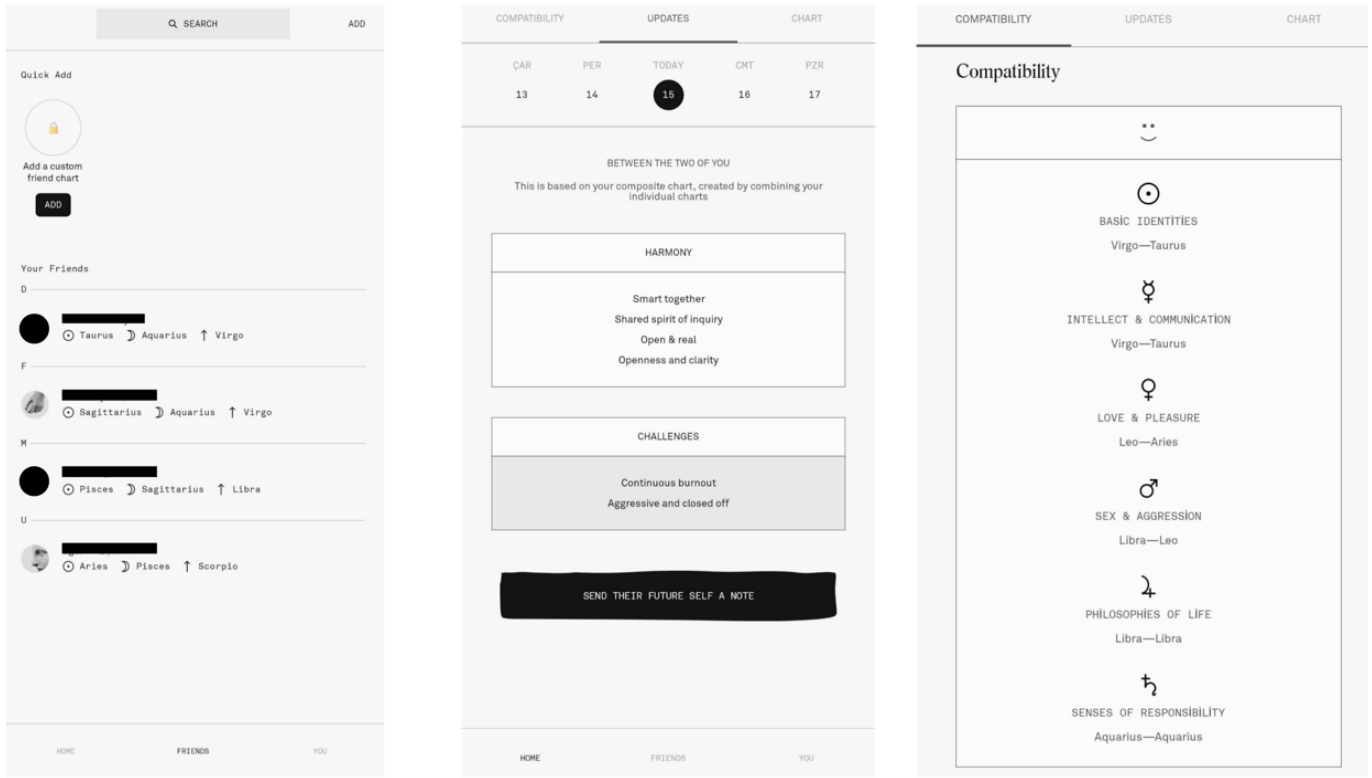 SEARCH
ADD
Quick Add
Add a custom
friend chart
ADD
Your Friends
D
Taurus Aquarius Virgo
F
Sagittarius Aquarius Virgo
M
Pisces Sagittarius Libra
U
Aries Pisces Scorpio
HOME FRIENDS YOU
COMPATIBILITY UPDATES CHART
ÇAR PER TODAY CMT PZR
13 14 15 16 17
BETWEEN THE TWO OF YOU
This is based on your composite chart, created by combining your
individual charts
HARMONY
Smart together
Shared spirit of inquiry
Open & real
Openness and clarity
CHALLENGES
Continuous burnout
Aggressive and closed off
SEND THEIR FUTURE SELF A NOTE
HOME FRIENDS YOU
COMPATIBILITY UPDATES CHART
Compatibility
BASİC IDENTİTİES
Virgo—Taurus
INTELLECT & COMMUNİCATİON
Virgo—Taurus
LOVE & PLEASURE
Leo—Aries
SEX & AGGRESSİON
Libra—Leo
PHİLOSOPHİES OF LİFE
Libra—Libra
SENSES OF RESPONSİBİLİTY
Aquarius—Aquarius